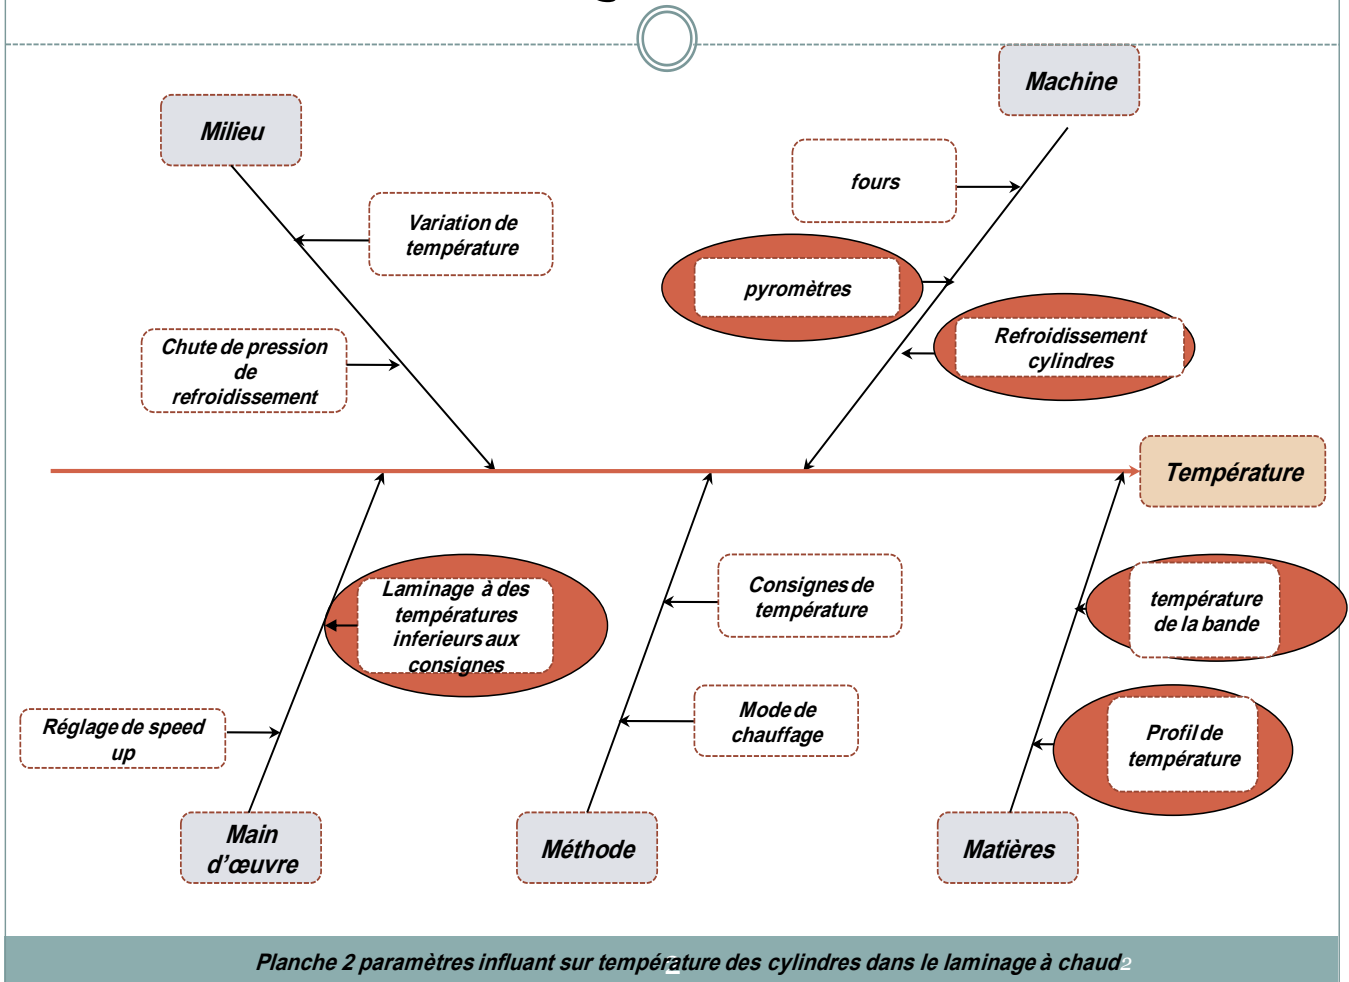 Machine
Milieu
fours
Variation de
température
pyromètres
Refroidissement
cylindres
Chute de pression
de
refroidissement
Température
Laminage à des
températures
inferieurs aux
consignes
Consignes de
température
température
de la bande
Réglage de speed
up
Mode de
chauffage
Profil de
température
Main
d'œuvre
Méthode
Matières
Planche 2 paramètres influant sur température des cylindres dans le laminage à chaud
2